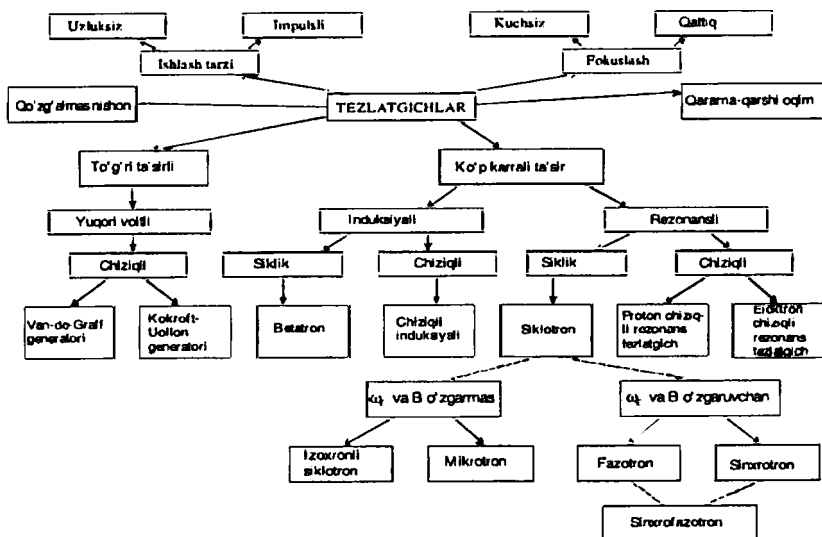 Uzluksiz
Impulsli
Kuchsiz
Qattiq
Ishlash tarzi
Fokuslash
Qo'zg'almas nishon
TEZLATGICHLAR
Qarama-qarshi oqim
To'g'ri ta'sirli
Ko'p karrali ta'sir
Yuqori voltli
Induksiyali
Rezonansli
Chiziqli
Siklik
Chiziqli
Siklik
Chiziqli
Van-de-Graff
generatori
Kokroft-
Uolton
generatori
Betatron
Chiziqli
induksiyali
Siklotron
Proton chiziq-
li rezonans
tezlatgich
Elektron
chiziqli
rezonans
tezlatgich
va B o'zgarmas
va B o'zgaruvchan
Izoxronli
siklotron
Mikrotron
Fazotron
Sinxrotron
Sinxrofazotron